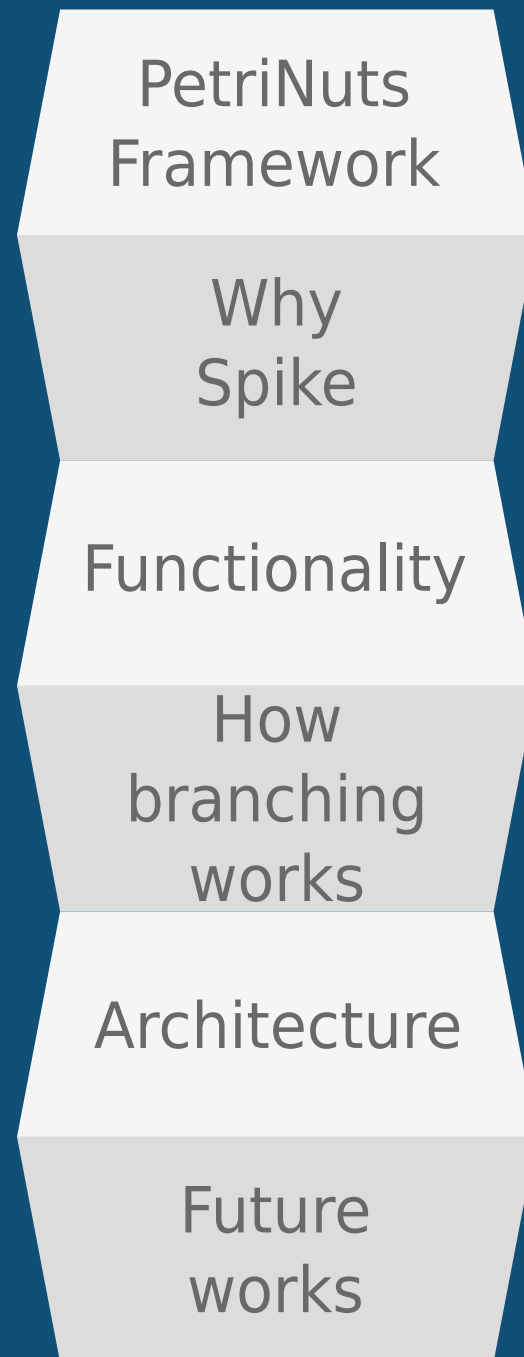 PetriNuts
Framework
Why
Spike
Functionality
How
branching
works
Architecture
Future
works